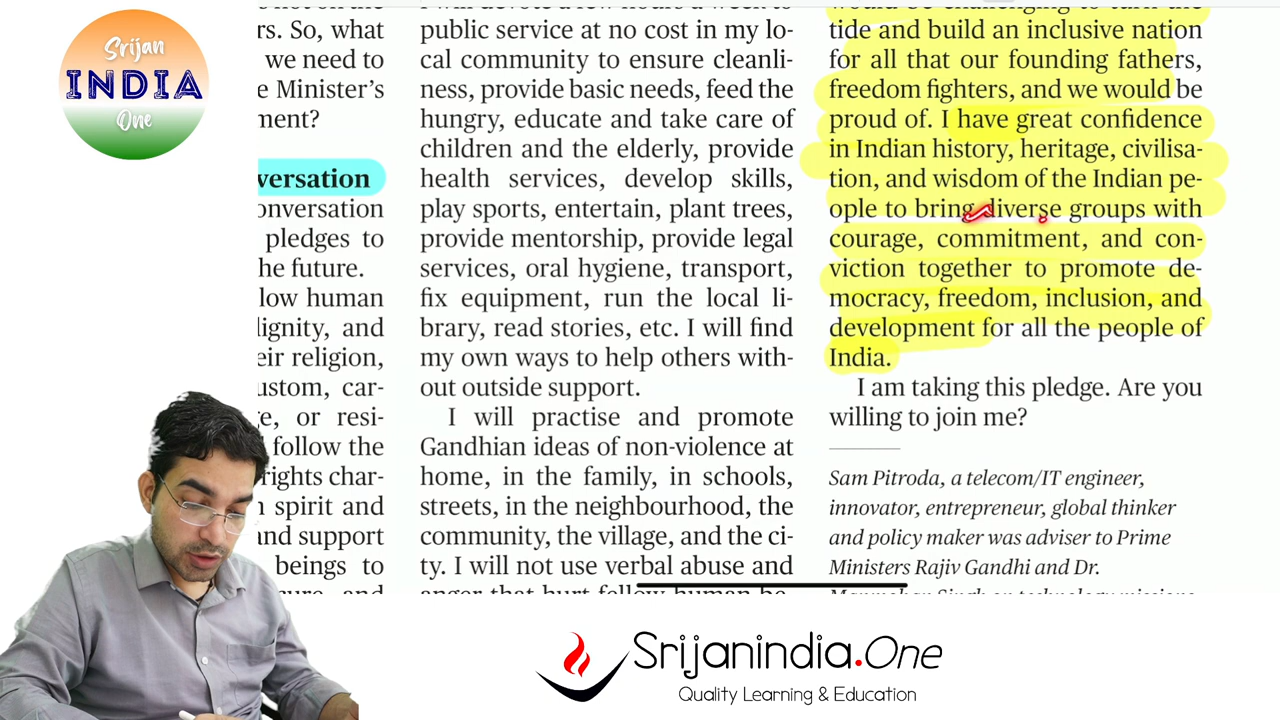 Srijan
INDIA
One
rs. So, what
we need to
e Minister's
ment?
versation
onversation
pledges to
he future.
low human
lignity, and
eir religion,
ustom, car-
ge, or resi-
follow the
rights char-
n spirit and
and support
beings to
public service at no cost in my lo-
cal community to ensure cleanli-
ness, provide basic needs, feed the
hungry, educate and take care of
children and the elderly, provide
health services, develop skills,
play sports, entertain, plant trees,
provide mentorship, provide legal
services, oral hygiene, transport,
fix equipment, run the local li-
brary, read stories, etc. I will find
my own ways to help others with-
out outside support.
I will practise and promote
Gandhian ideas of non-violence at
home, in the family, in schools,
streets, in the neighbourhood, the
community, the village, and the ci-
ty. I will not use verbal abuse and
tide and build an inclusive nation
for all that our founding fathers,
freedom fighters, and we would be
proud of. I have great confidence
in Indian history, heritage, civilisa-
tion, and wisdom of the Indian pe-
ople to bring diverse groups with
courage, commitment, and con-
viction together to promote de-
mocracy, freedom, inclusion, and
development for all the people of
India.
I am taking this pledge. Are you
willing to join me?
Sam Pitroda, a telecom/IT engineer,
innovator, entrepreneur, global thinker
and policy maker was adviser to Prime
Ministers Rajiv Gandhi and Dr.
Srijanindia.One
Quality Learning & Education